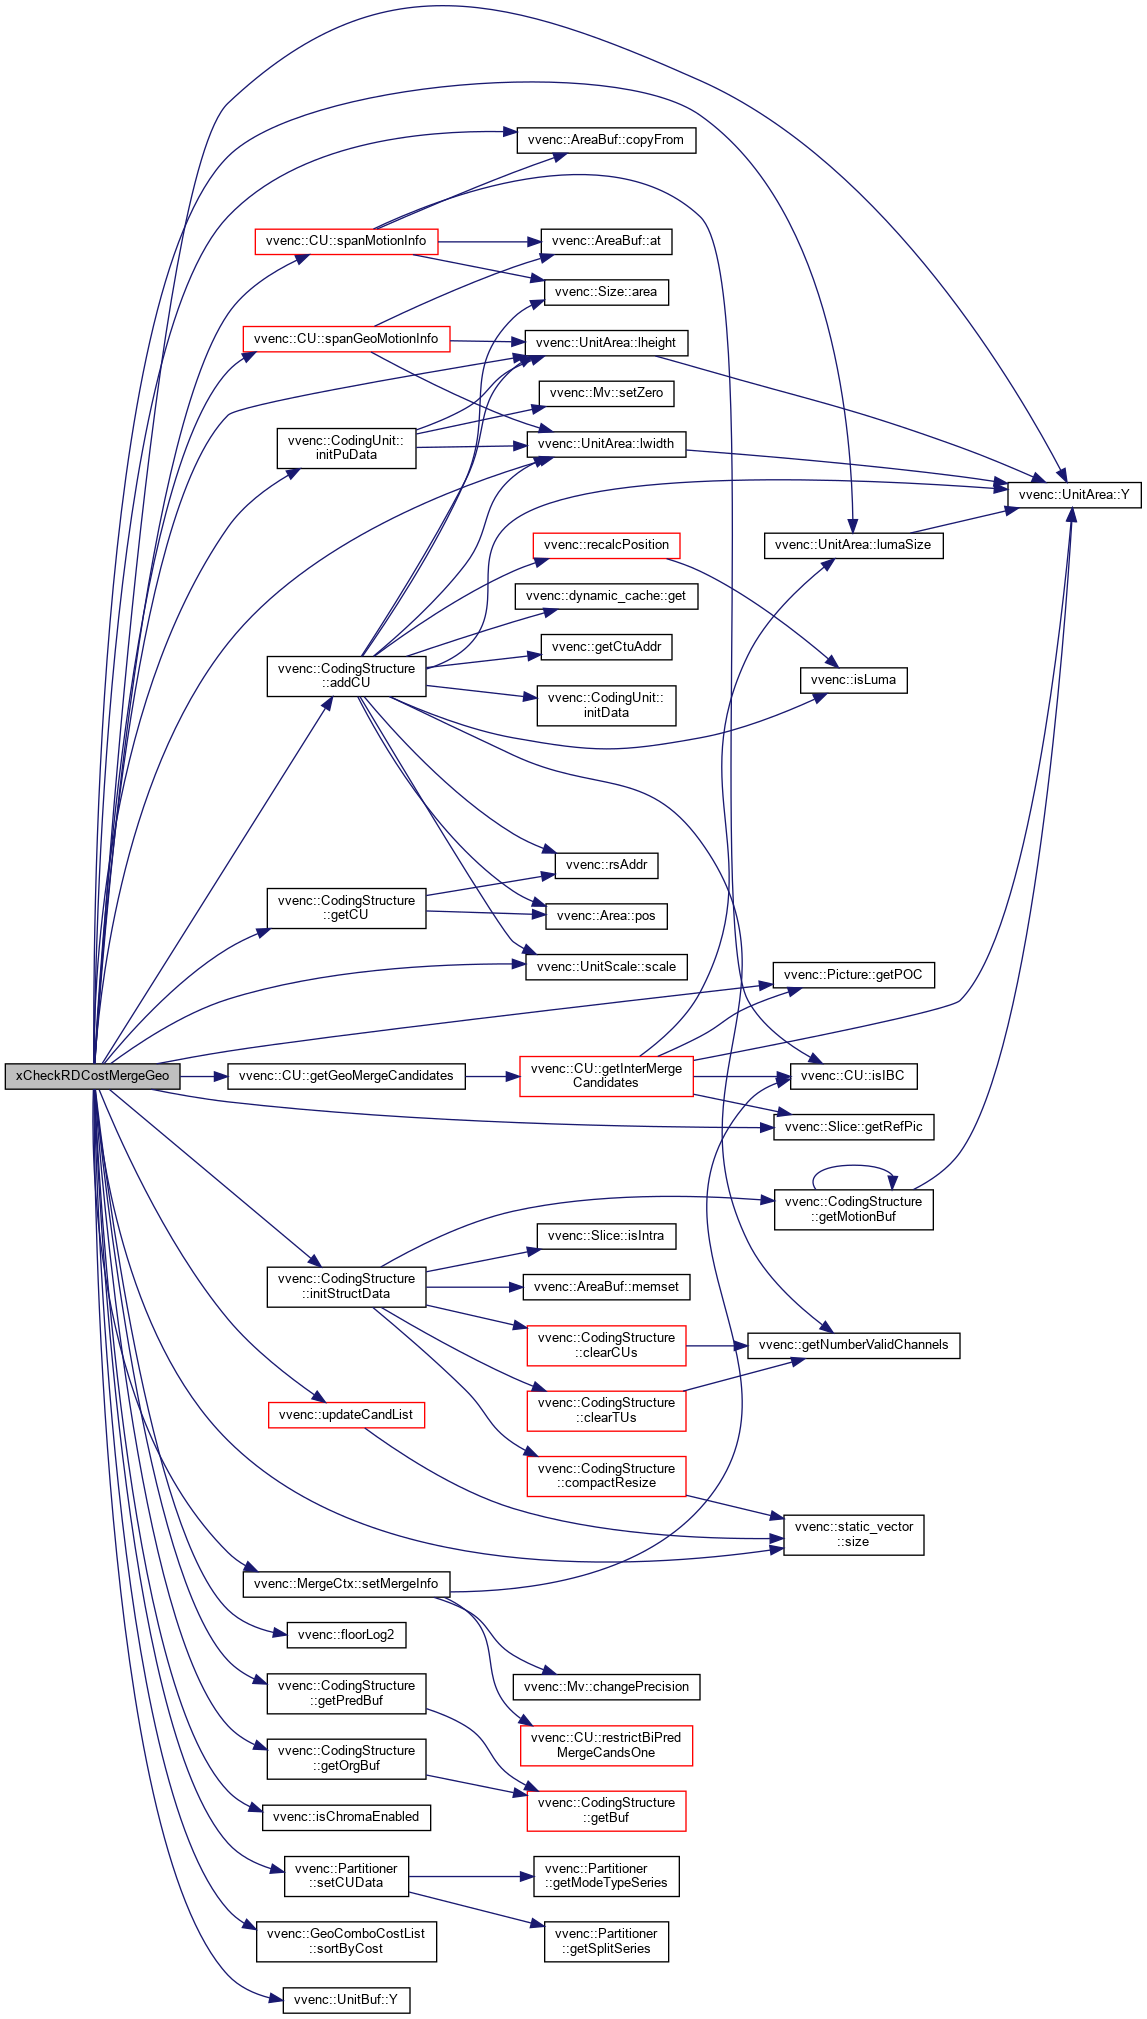 vvenc::AreaBuf::copyFrom
vvenc::CU::spanMotionInfo
vvenc::AreaBuf::at
vvenc::Size::area
vvenc::CU::spanGeoMotionInfo
vvenc::UnitArea::lheight
vvenc::Mv::setZero
vvenc::CodingUnit::
initPuData
vvenc::UnitArea::lwidth
vvenc::UnitArea::Y
vvenc::recalcPosition
vvenc::UnitArea::lumaSize
vvenc::dynamic_cache::get
vvenc::getCtuAddr
vvenc::CodingStructure
::addCU
vvenc::isLuma
vvenc::CodingUnit::
initData
vvenc::rsAddr
vvenc::CodingStructure
::getCU
vvenc::Area::pos
vvenc::UnitScale::scale
vvenc::Picture::getPOC
xCheckRDCostMergeGeo
vvenc::CU::getGeoMergeCandidates
vvenc::CU::getInterMerge
Candidates
vvenc::CU::isIBC
vvenc::Slice::getRefPic
vvenc::CodingStructure
::getMotionBuf
vvenc::Slice::isIntra
vvenc::CodingStructure
::initStructData
vvenc::AreaBuf::memset
vvenc::CodingStructure
::clearCUs
vvenc::getNumberValidChannels
vvenc::CodingStructure
::clearTUs
vvenc::updateCandList
vvenc::CodingStructure
::compactResize
vvenc::static_vector
::size
vvenc::MergeCtx::setMergeInfo
vvenc::floorLog2
vvenc::CodingStructure
::getPredBuf
vvenc::Mv::changePrecision
vvenc::CU::restrictBiPred
MergeCandsOne
vvenc::CodingStructure
::getOrgBuf
vvenc::CodingStructure
::getBuf
vvenc::isChromaEnabled
vvenc::Partitioner
::setCUData
vvenc::Partitioner
::getModeTypeSeries
vvenc::GeoComboCostList
::sortByCost
vvenc::Partitioner
::getSplitSeries
vvenc::UnitBuf::Y